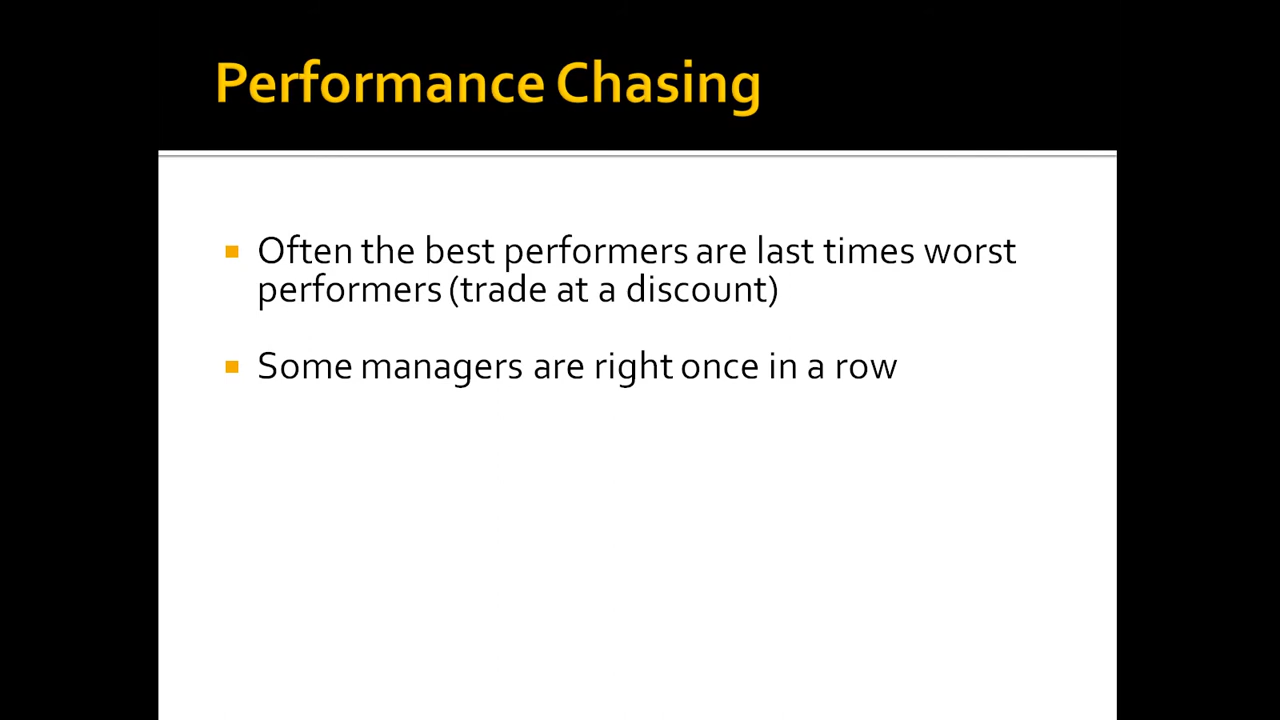 Performance Chasing
Often the best performers are last times worst
performers (trade at a discount)
Some managers are right once in a row